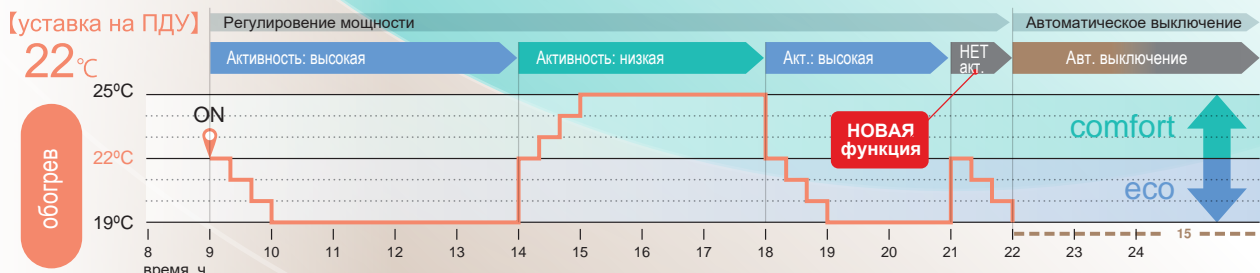 【уставка на ПДУ】
22°C
Регулировение мощности
Автоматическое выключение
Активность: высокая
Активность: низкая
Акт.: высокая
НЕТ
акт.
Авт. выключение
25ºC
ON
22ºC
19ºC
обогрев
НОВАЯ
функция
comfort
eco
8 9 10 11 12 13 14 15 16 17 18 19 20 21 22 23 24
15
время, ч